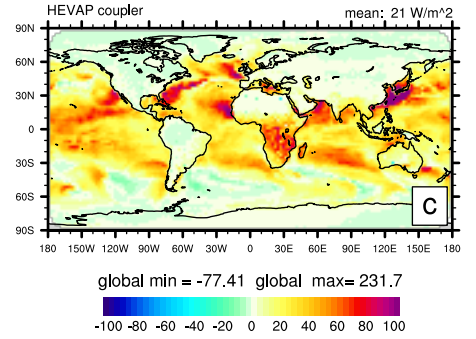 HEVAP coupler mean: 21 W/m^2
90N
60N
30N
0
30S
60S
90S
C
180 150W 120W 90W 60W 30W 0 30E 60E 90E 120E 150E 180
global min = -77.41 global max= 231.7
-100 -80 -60 -40 -20 0 20 40 60 80 100